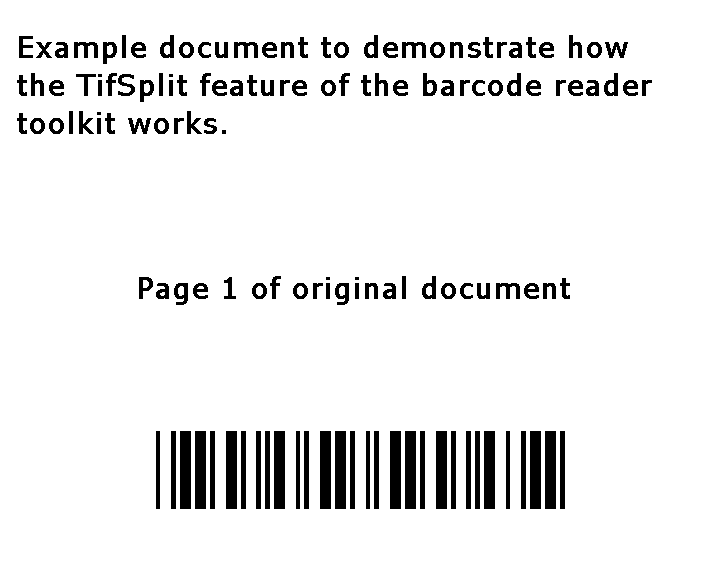 Example document to demonstrate how
the TifSplit feature of the barcode reader
toolkit works.
Page 1 of original document